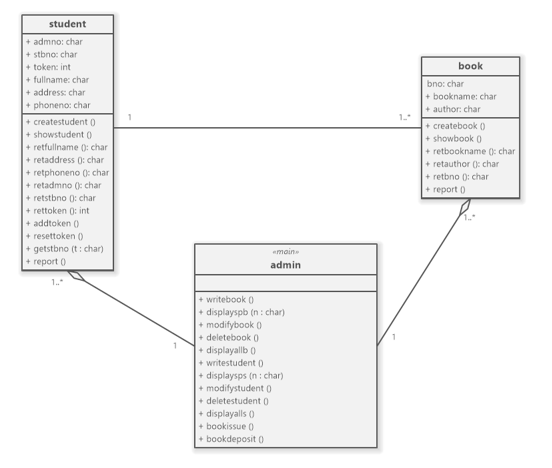 student
+ admno: char
+ stbno: char
+ token: int
+ fullname: char
+ address: char
+ phoneno: char
+ createstudent ()
+ showstudent ()
+ retfullname (): char
+ retaddress (): char
+ retphoneno (): char
+ retadmno (): char
+ retstbno (): char
+ rettoken (): int
+ addtoken ()
+ resettoken ()
+ getstbno (t : char)
+ report ()
1
1..*
book
bno: char
+ bookname: char
+ author: char
+ createbook ()
+ showbook ()
+ retbookname (): char
+ retauthor (): char
+ retbno (): char
+ report ()
1..*
1..*
«main»
admin
+ writebook ()
+ displayspb (n : char)
+ modifybook ()
+ deletebook ()
+ displayallb ()
+ writestudent ()
+ displaysps (n : char)
+ modifystudent ()
+ deletestudent ()
+ displayalls ()
+ bookissue ()
+ bookdeposit ()
1
1